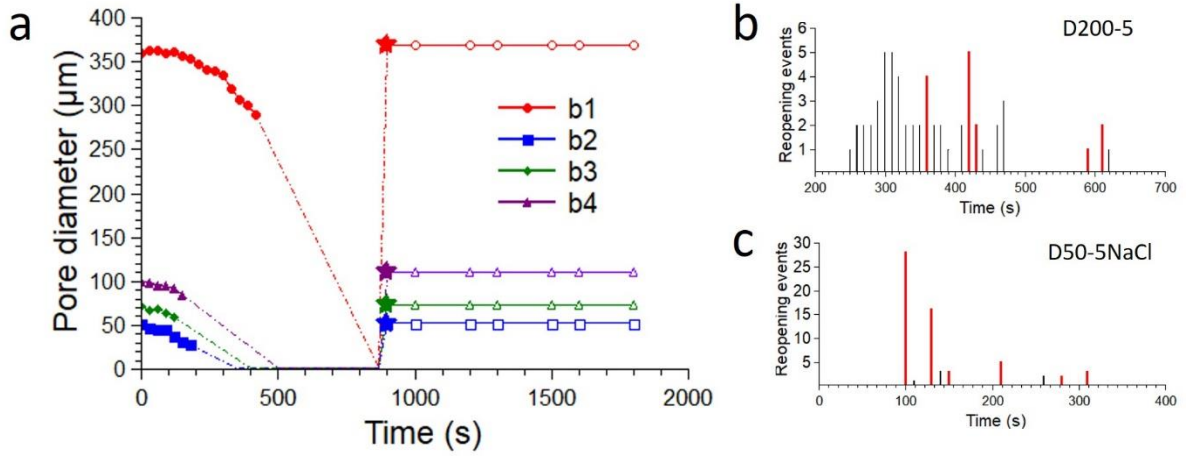 a
Pore diameter (µm)
400
350
300
250
200
150
100
50
0
0 500 1000 1500 2000
Time (s)
b1
b2
b3
b4
b
D200-5
Reopening events
6
5
4
3
2
1
200 300 400 500 600 700
Time (s)
c
D50-5NaCl
Reopening events
30
25
20
15
10
5
0 100 200 300 400
Time (s)